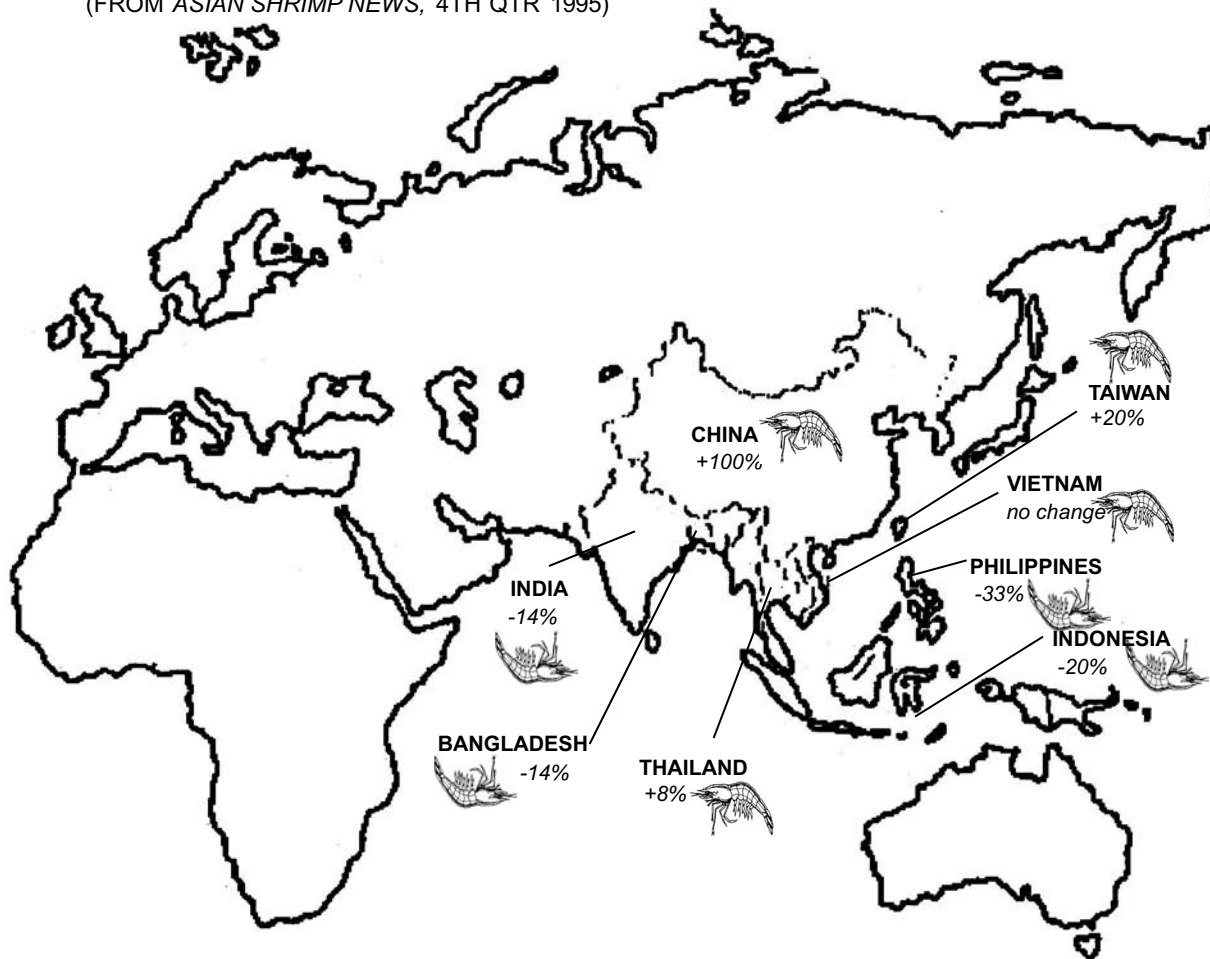 (FROM ASIAN SHRIMP NEWS, 4TH QTR 1995)
TAIWAN
+20%
CHINA
+100%
VIETNAM
no change
PHILIPPINES
-33%
INDIA
-14%
INDONESIA
-20%
BANGLADESH
-14%
THAILAND
+8%